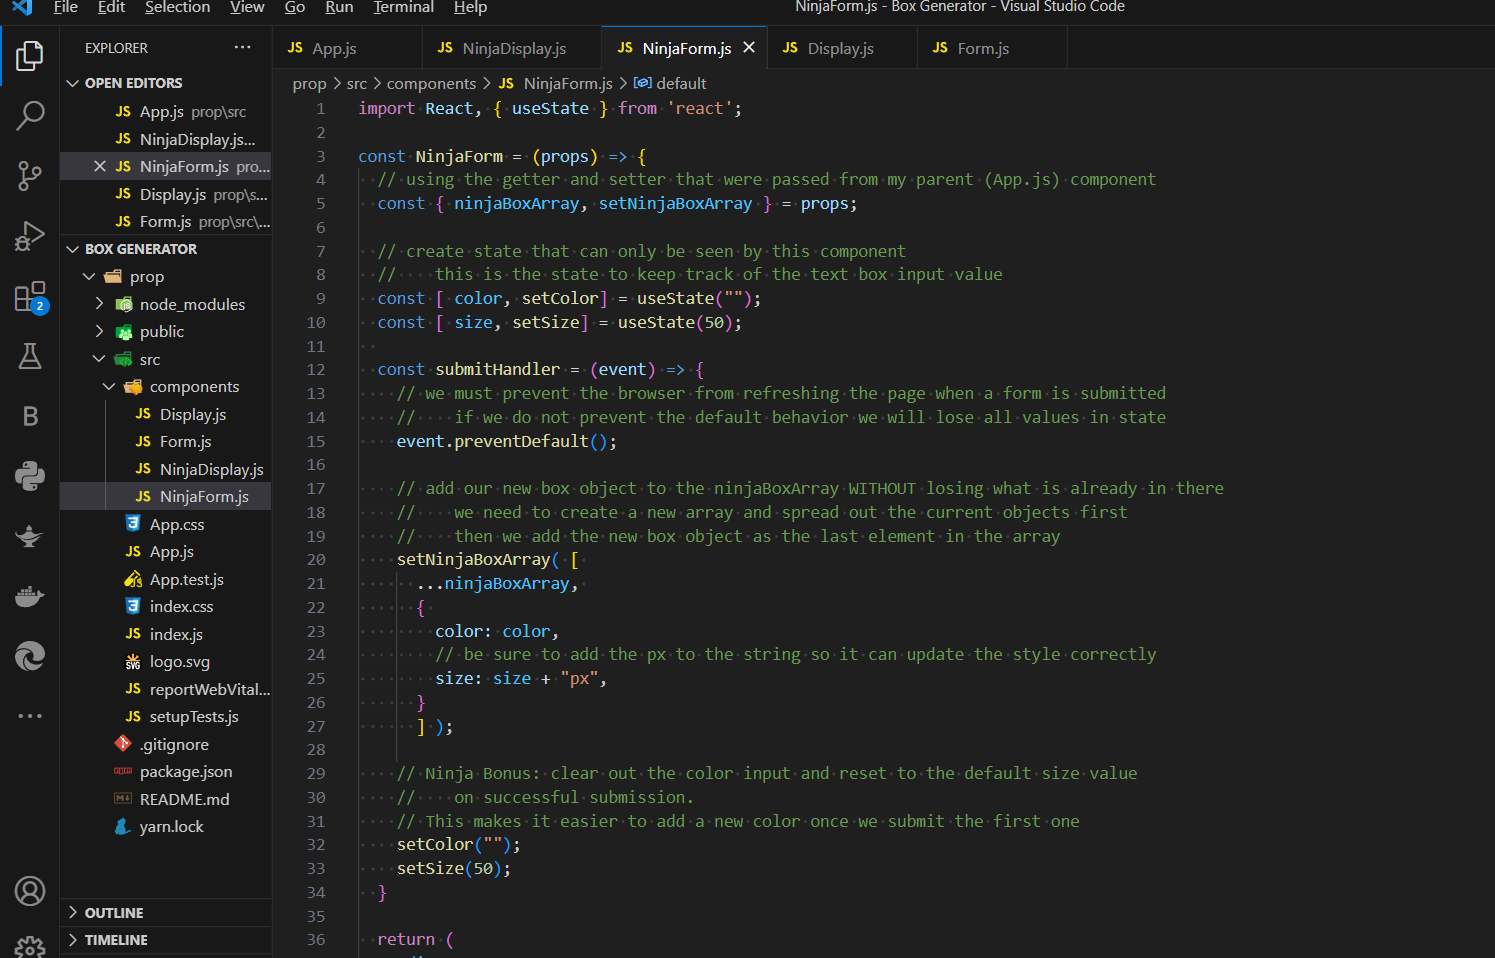 File Edit Selection View Go Run Terminal Help NinjaForm.js - Box Generator - Visual Studio Code
EXPLORER ···
JS App.js JS NinjaDisplay.js JS NinjaForm.js JS Display.js JS Form.js
OPEN EDITORS
JS App.js prop\src
JS NinjaDisplay.js...
JS NinjaForm.js pro...
JS Display.js prop\s...
JS Form.js prop\src\...
BOX GENERATOR
prop
node_modules
public
src
components
JS Display.js
JS Form.js
JS NinjaDisplay.js
JS NinjaForm.js
App.css
JS App.js
App.test.js
index.css
JS index.js
SVG logo.svg
JS reportWebVital...
JS setupTests.js
.gitignore
package.json
README.md
yarn.lock
OUTLINE
TIMELINE
2
B
prop > src > components > JS NinjaForm.js > default
1 import React, { useState } from 'react';
2
3 const NinjaForm = (props) => {
4 // using the getter and setter that were passed from my parent (App.js) component
5 const { ninjaBoxArray, setNinjaBoxArray } = props;
6
7 // create state that can only be seen by this component
8 // this is the state to keep track of the text box input value
9 const [ color, setColor] = useState("");
10 const [ size, setSize] = useState(50);
11
12 const submitHandler = (event) => {
13 // we must prevent the browser from refreshing the page when a form is submitted
14 // if we do not prevent the default behavior we will lose all values in state
15 event.preventDefault();
16
17 // add our new box object to the ninjaBoxArray WITHOUT losing what is already in there
18 // we need to create a new array and spread out the current objects first
19 // then we add the new box object as the last element in the array
20 setNinjaBoxArray( [
21 ...ninjaBoxArray,
22 {
23 color: color,
24 // be sure to add the px to the string so it can update the style correctly
25 size: size + "px",
26 }
27 ] );
28
29 // Ninja Bonus: clear out the color input and reset to the default size value
30 // on successful submission.
31 // This makes it easier to add a new color once we submit the first one
32 setColor("");
33 setSize(50);
34 }
35
36 return (